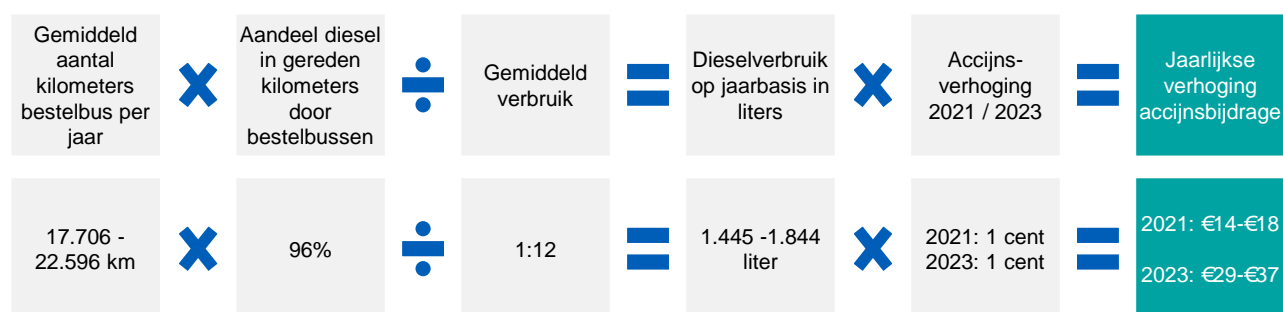 Gemiddeld
aantal
kilometers
bestelbus per
jaar
Aandeel diesel
in gereden
kilometers
door
bestelbussen
Gemiddeld
verbruik
Dieselverbruik
op jaarbasis in
liters
Accijns-
verhoging
2021 / 2023
Jaarlijkse
verhoging
accijnsbijdrage
17.706 -
22.596 km
96%
1:12
1.445 -1.844
liter
2021: 1 cent
2023: 1 cent
2021: €14-€18
2023: €29-€37